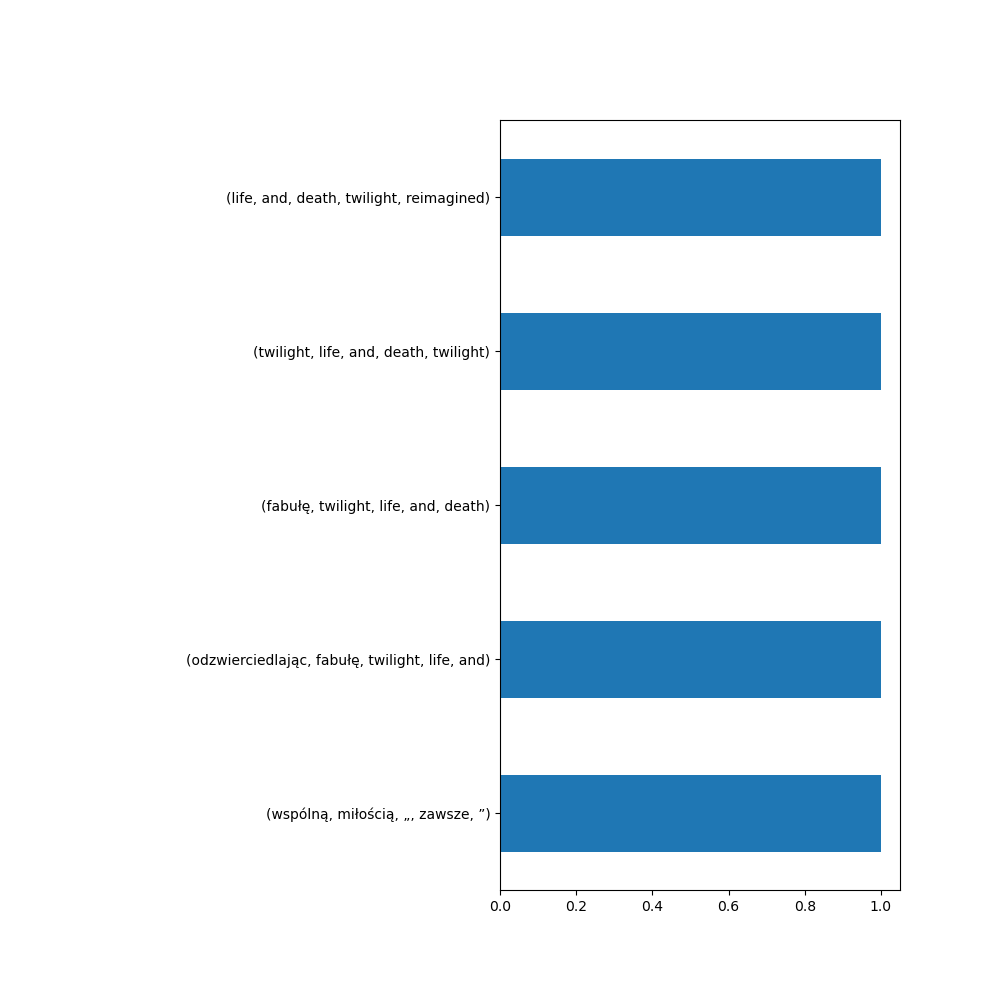 (life, and, death, twilight, reimagined)
(twilight, life, and, death, twilight)
(fabułę, twilight, life, and, death)
(odzwierciedlając, fabułę, twilight, life, and)
(wspólną, miłością, „, zawsze, ”)
0.0 0.2 0.4 0.6 0.8 1.0